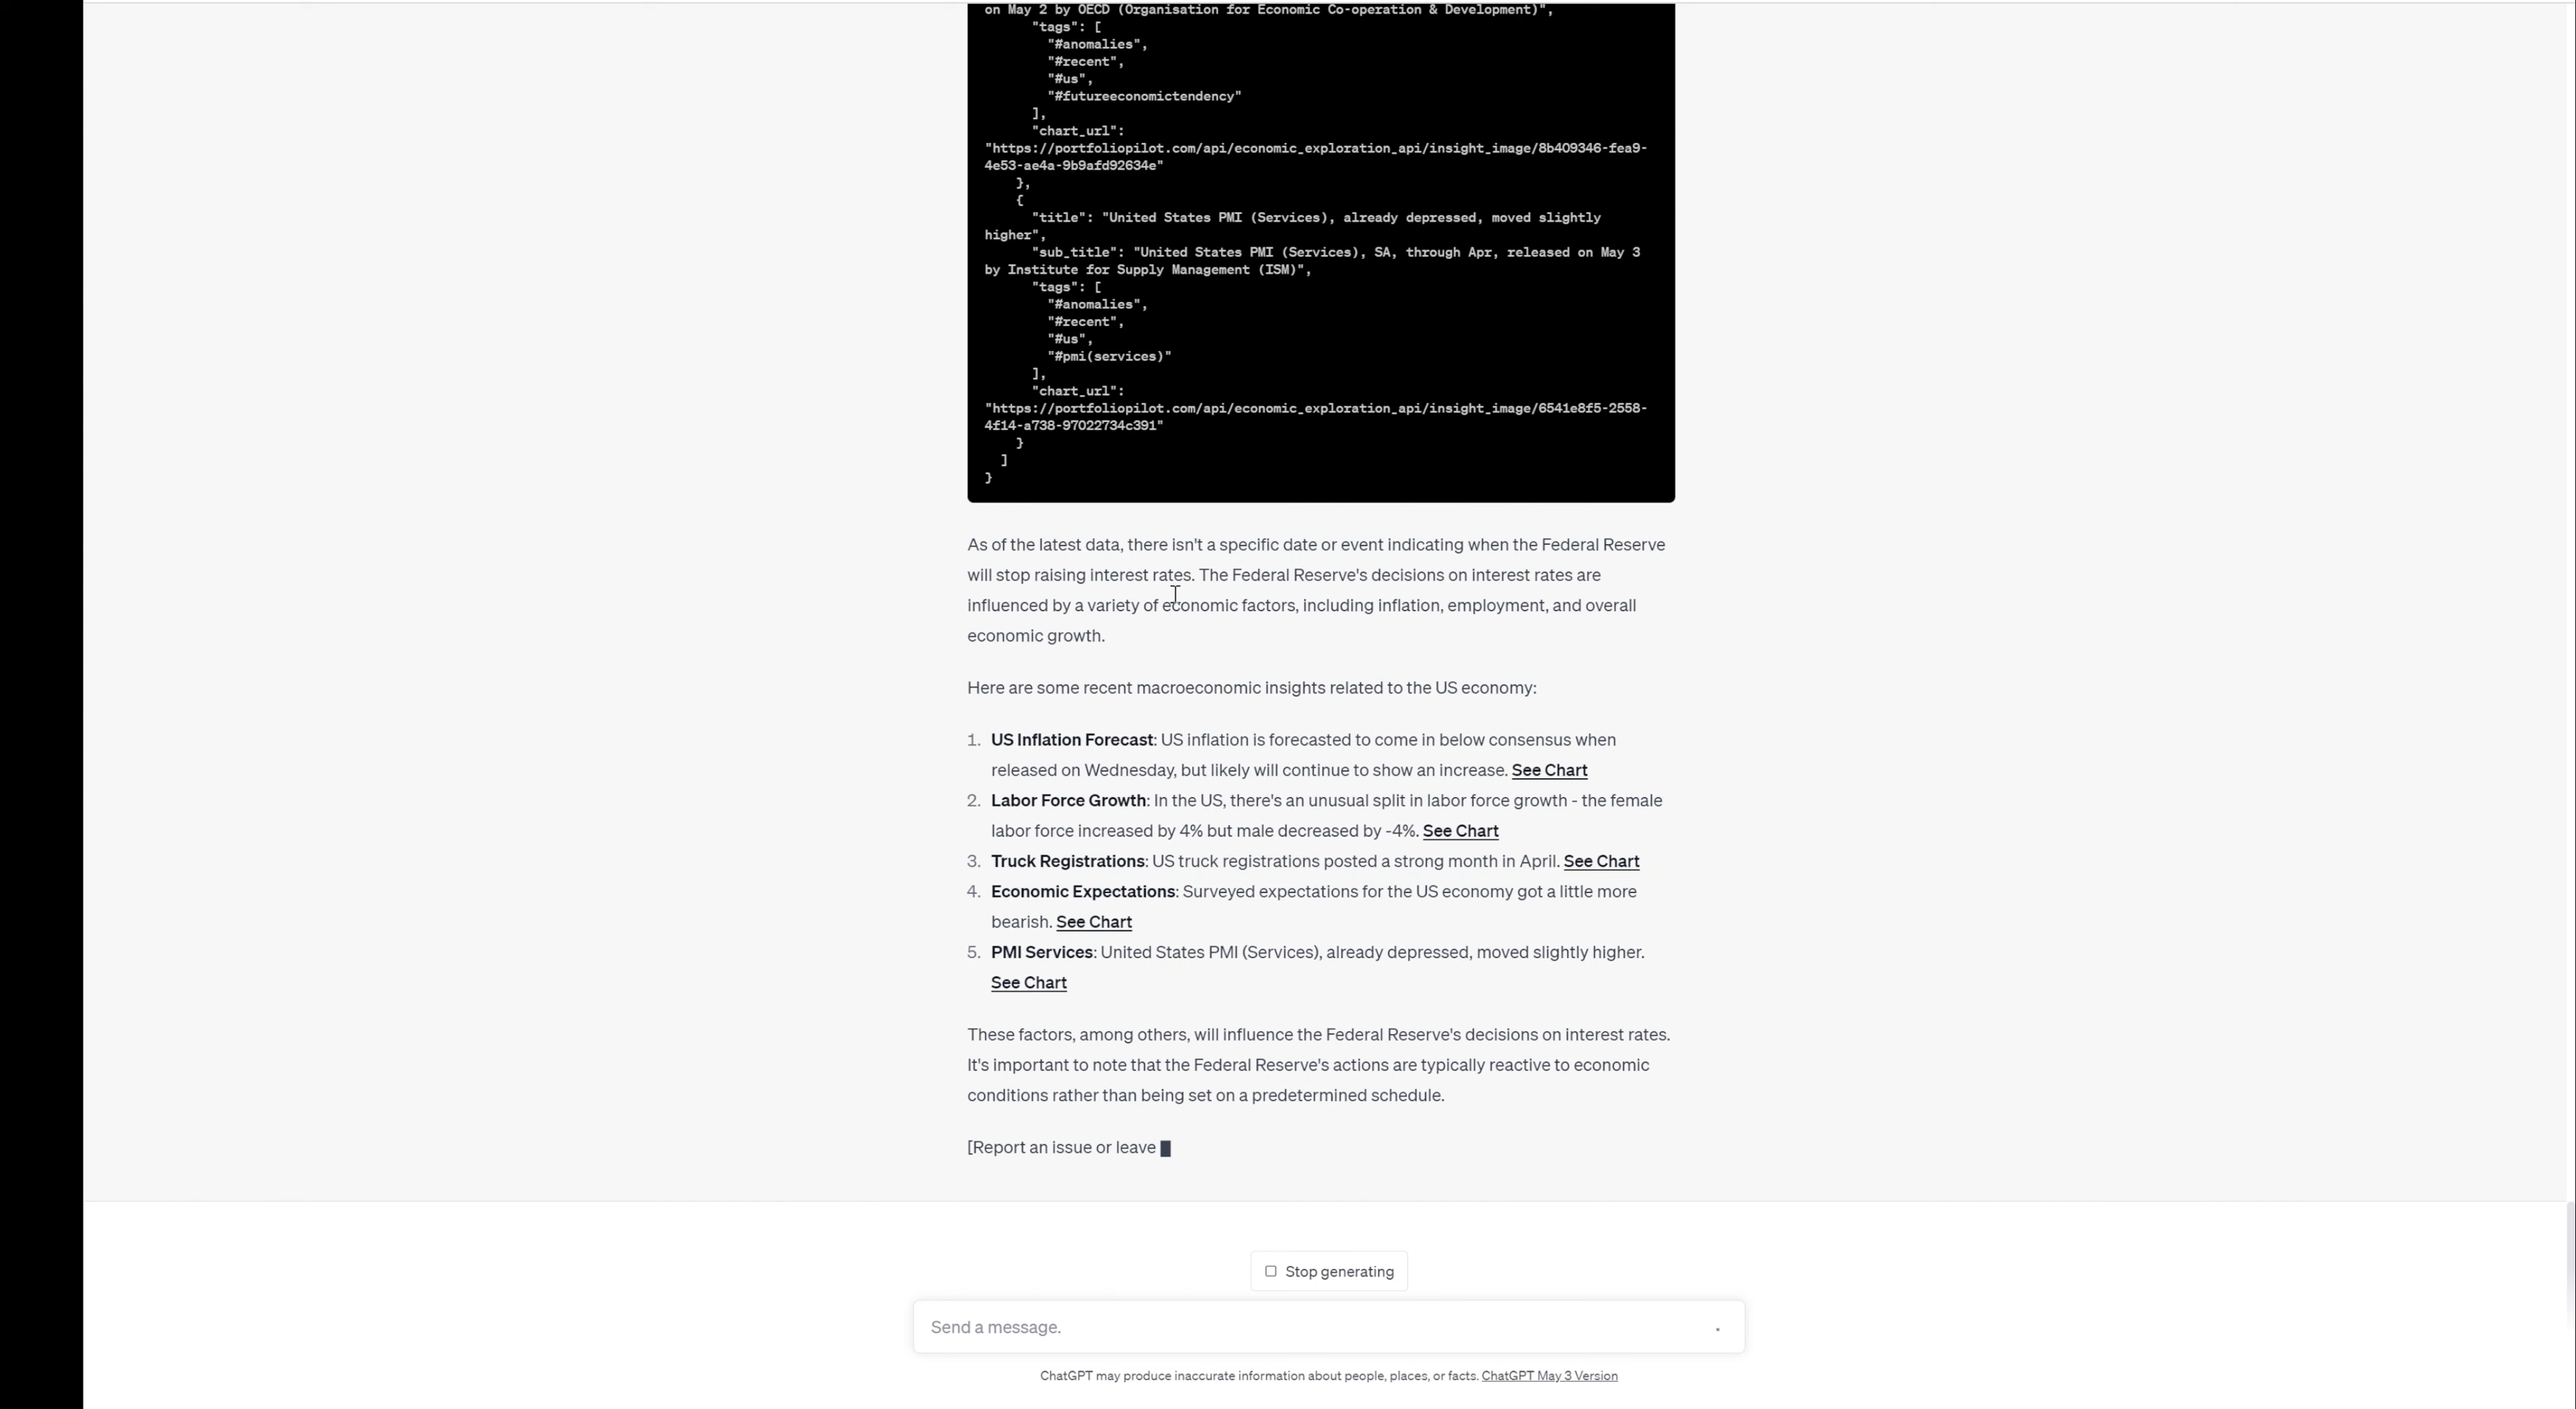 on May 2 by OECD (Organisation for Economic Co-operation & Development)",
"tags": [
"#anomalies",
"#recent",
"#us",
"#futureeconomictendency"
],
"chart_url":
"https://portfoliopilot.com/api/economic_exploration_api/insight_image/8b409346-fea9-
4e53-ae4a-9b9afd92634e"
},
{
"title": "United States PMI (Services), already depressed, moved slightly
higher",
"sub_title": "United States PMI (Services), SA, through Apr, released on May 3
by Institute for Supply Management (ISM)",
"tags": [
"#anomalies",
"#recent",
"#us",
"#pmi(services)"
],
"chart_url":
"https://portfoliopilot.com/api/economic_exploration_api/insight_image/6541e8f5-2558-
4f14-a738-97022734c391"
}
]
}
As of the latest data, there isn't a specific date or event indicating when the Federal Reserve
will stop raising interest rates. The Federal Reserve's decisions on interest rates are
influenced by a variety of economic factors, including inflation, employment, and overall
economic growth.
Here are some recent macroeconomic insights related to the US economy:
1. US Inflation Forecast: US inflation is forecasted to come in below consensus when
released on Wednesday, but likely will continue to show an increase. See Chart
2. Labor Force Growth: In the US, there's an unusual split in labor force growth - the female
labor force increased by 4% but male decreased by -4%. See Chart
3. Truck Registrations: US truck registrations posted a strong month in April. See Chart
4. Economic Expectations: Surveyed expectations for the US economy got a little more
bearish. See Chart
5. PMI Services: United States PMI (Services), already depressed, moved slightly higher.
See Chart
These factors, among others, will influence the Federal Reserve's decisions on interest rates.
It's important to note that the Federal Reserve's actions are typically reactive to economic
conditions rather than being set on a predetermined schedule.
[Report an issue or leave
Stop generating
Send a message.
ChatGPT may produce inaccurate information about people, places, or facts. ChatGPT May 3 Version